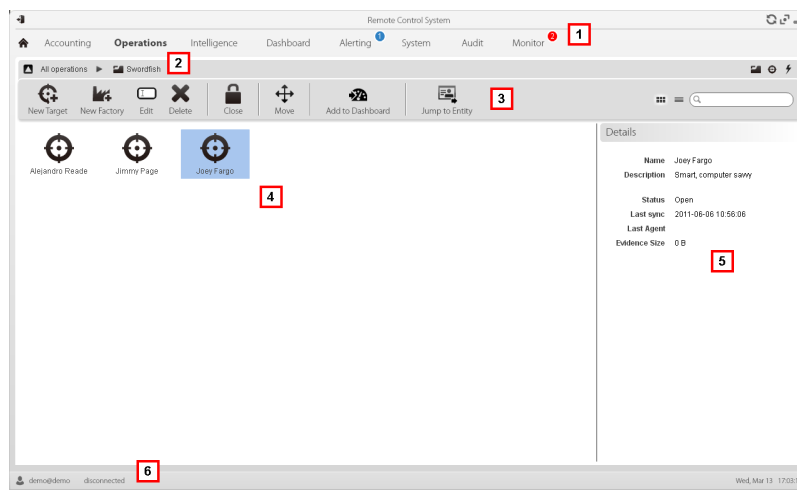 Remote Control System
Accounting Operations Intelligence Dashboard Alerting 1 System Audit Monitor 2 1
All operations Swordfish 2
New Target New Factory Edit Delete Close Move Add to Dashboard Jump to Entity 3
Details
Alejandro Reade Jimmy Page Joey Fargo
4
Name Joey Fargo
Description Smart, computer savvy
Status Open
Last sync 2011-06-06 10:56:06
Last Agent
Evidence Size 0 B
5
6
demo@demo disconnected Wed, Mar 13 17:03:1